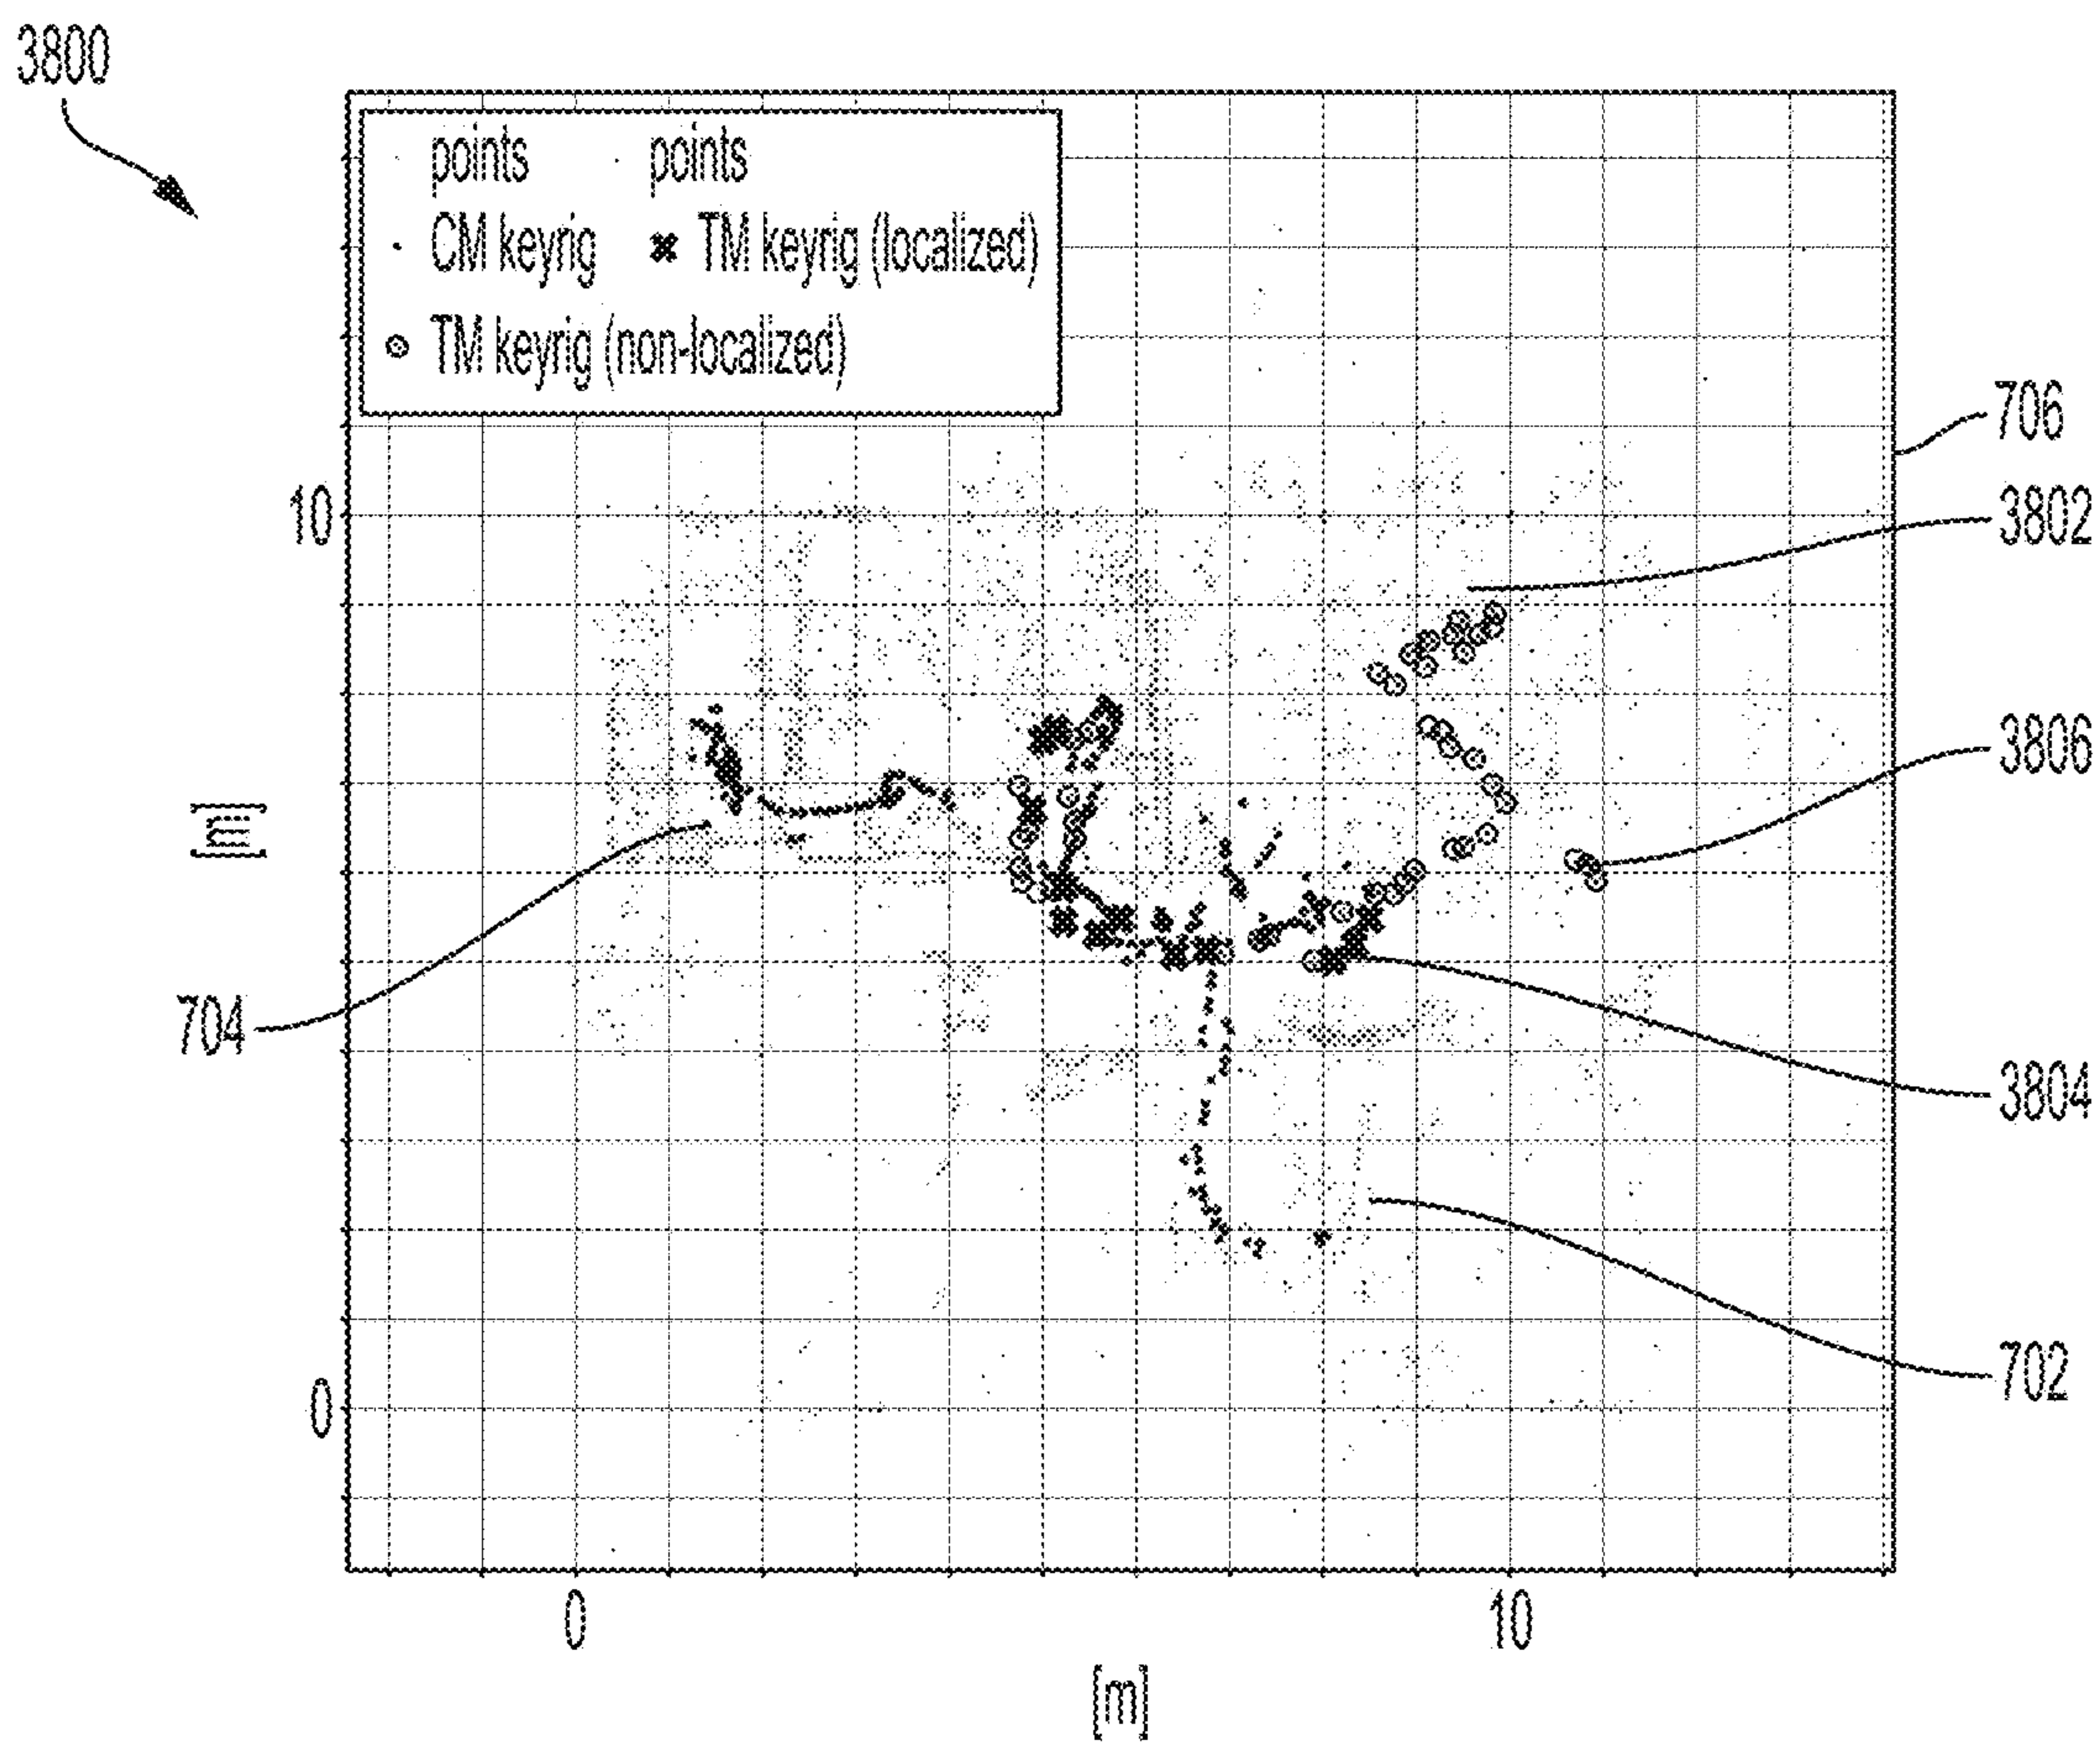 3800
points points
CM keyrig TM keyrig (localized)
TM keyrig (non-localized)
706
10
3802
3806
[m]
704
3804
702
0
0 10
[m]